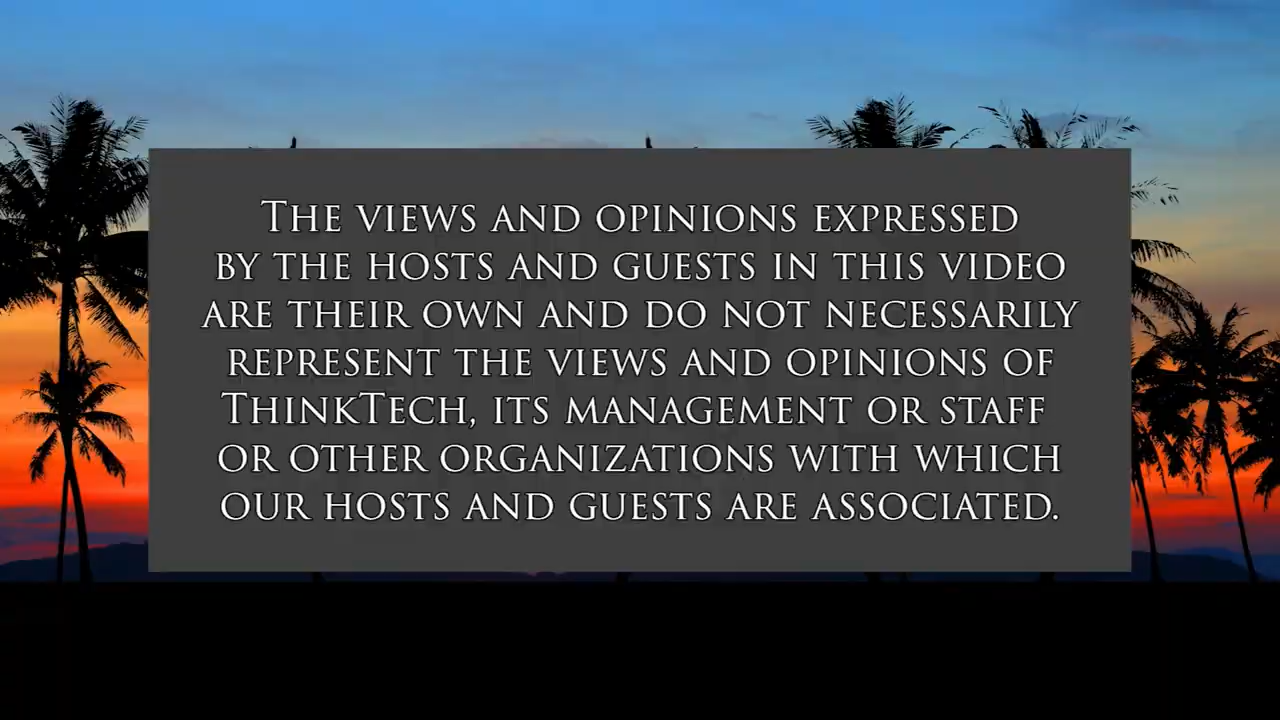 The views and opinions expressed
by the hosts and guests in this video
are their own and do not necessarily
represent the views and opinions of
ThinkTech, its management or staff
or other organizations with which
our hosts and guests are associated.